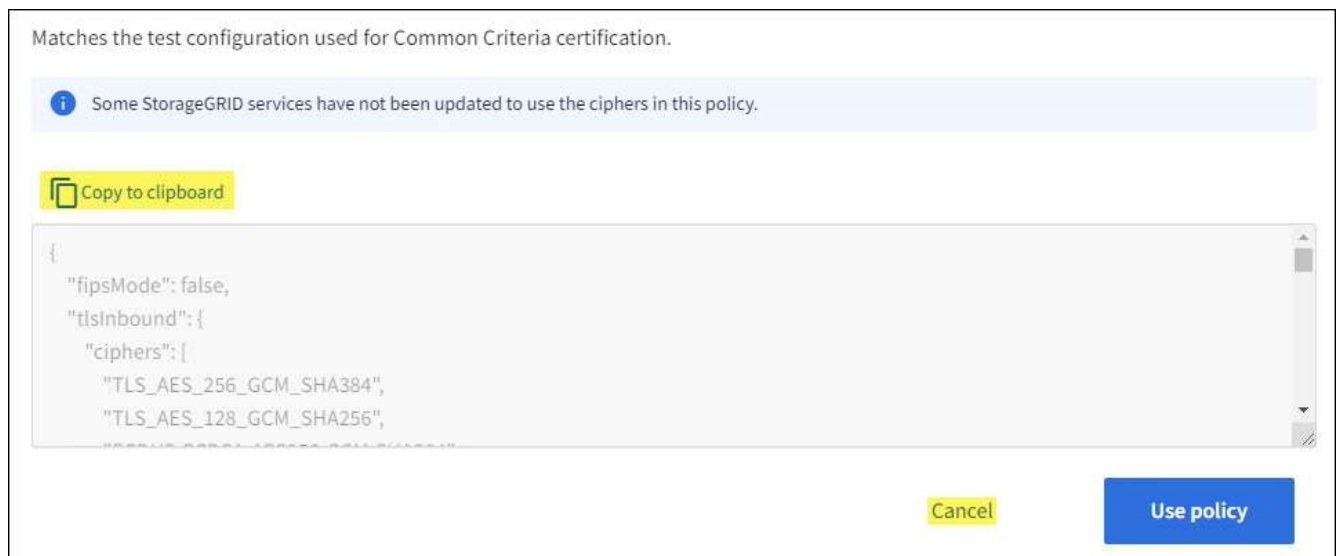 Matches the test configuration used for Common Criteria certification.
Some StorageGRID services have not been updated to use the ciphers in this policy.
Copy to clipboard
{
"fipsMode": false,
"tlsInbound": {
"ciphers": [
"TLS_AES_256_GCM_SHA384",
"TLS_AES_128_GCM_SHA256",
Cancel
Use policy